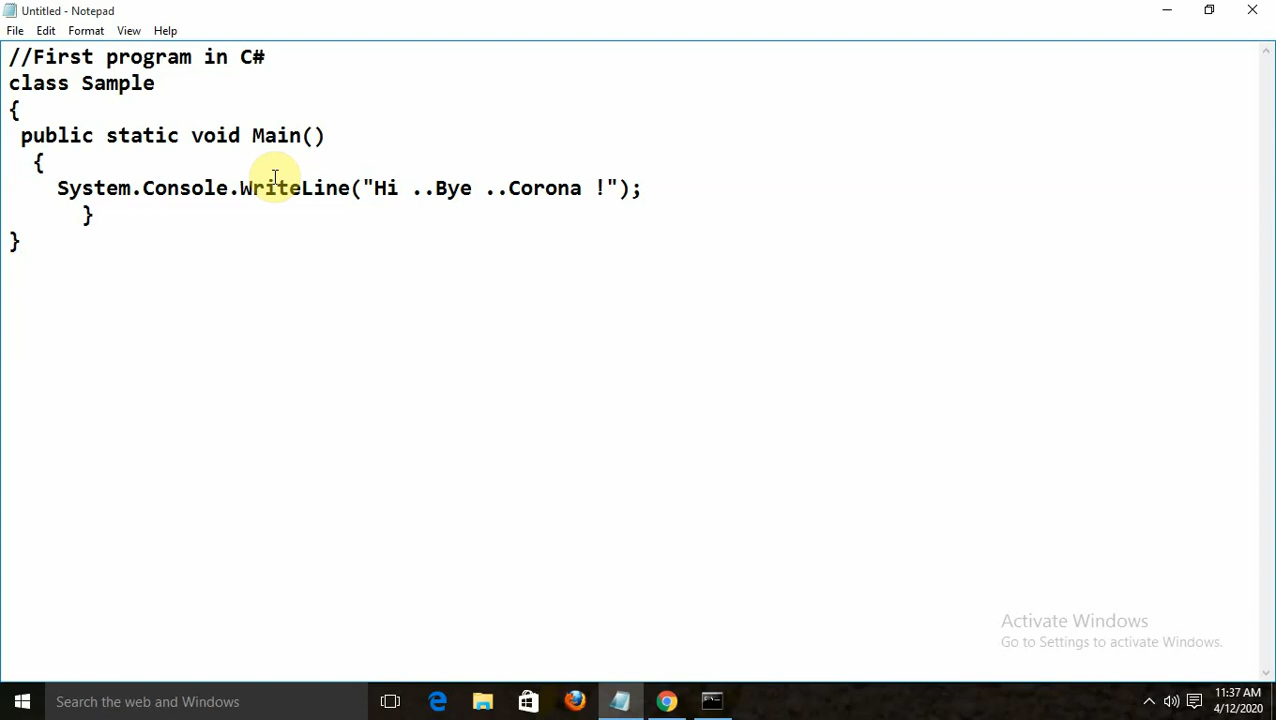 Untitled - Notepad
File Edit Format View Help
//First program in C#
class Sample
{
public static void Main()
{
System.Console.WriteLine("Hi ..Bye ..Corona !");
}
}
Activate Windows
Go to Settings to activate Windows.
Search the web and Windows
11:37 AM
4/12/2020